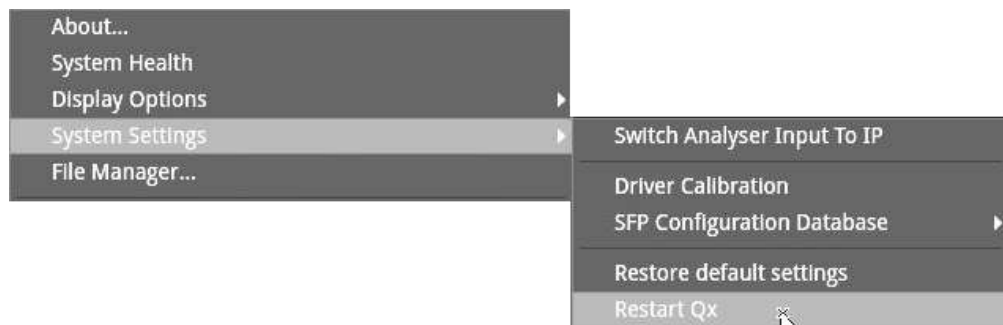 About...
System Health
Display Options
System Settings
File Manager...
Switch Analyser Input To IP
Driver Calibration
SFP Configuration Database
Restore default settings
Restart Qx